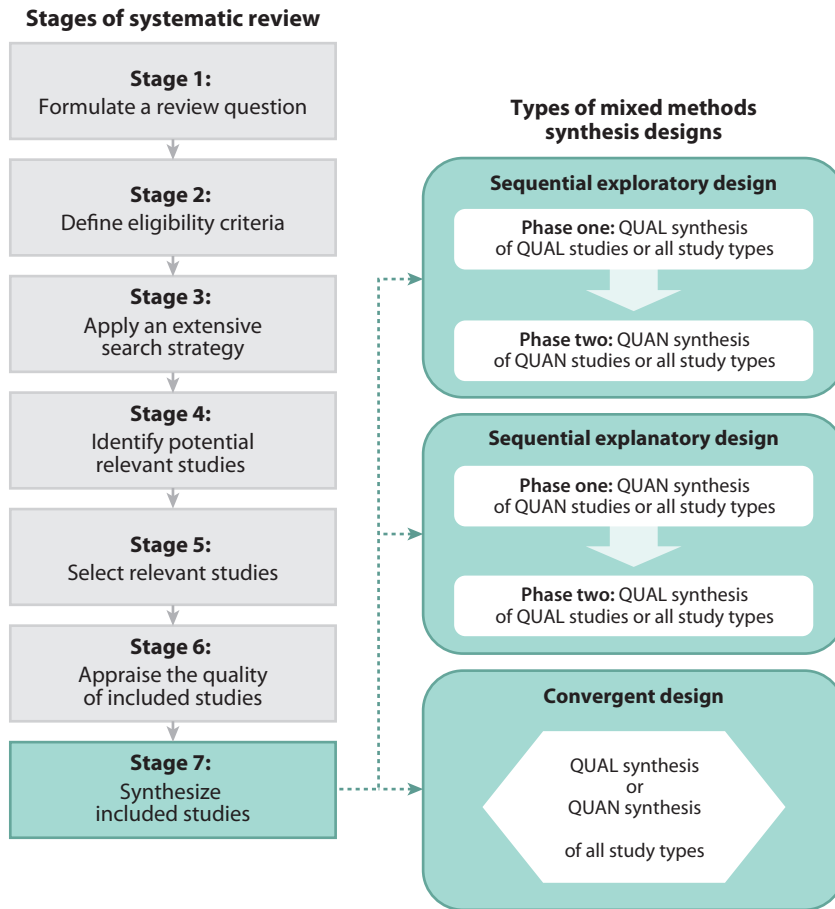 Stages of systematic review
Stage 1:
Formulate a review question
Stage 2:
Define eligibility criteria
Stage 3:
Apply an extensive
search strategy
Stage 4:
Identify potential
relevant studies
Stage 5:
Select relevant studies
Stage 6:
Appraise the quality
of included studies
Stage 7:
Synthesize
included studies
Types of mixed methods
synthesis designs
Sequential exploratory design
Phase one: QUAL synthesis
of QUAL studies or all study types
Phase two: QUAN synthesis
of QUAN studies or all study types
Sequential explanatory design
Phase one: QUAN synthesis
of QUAN studies or all study types
Phase two: QUAL synthesis
of QUAL studies or all study types
Convergent design
QUAL synthesis
or
QUAN synthesis
of all study types